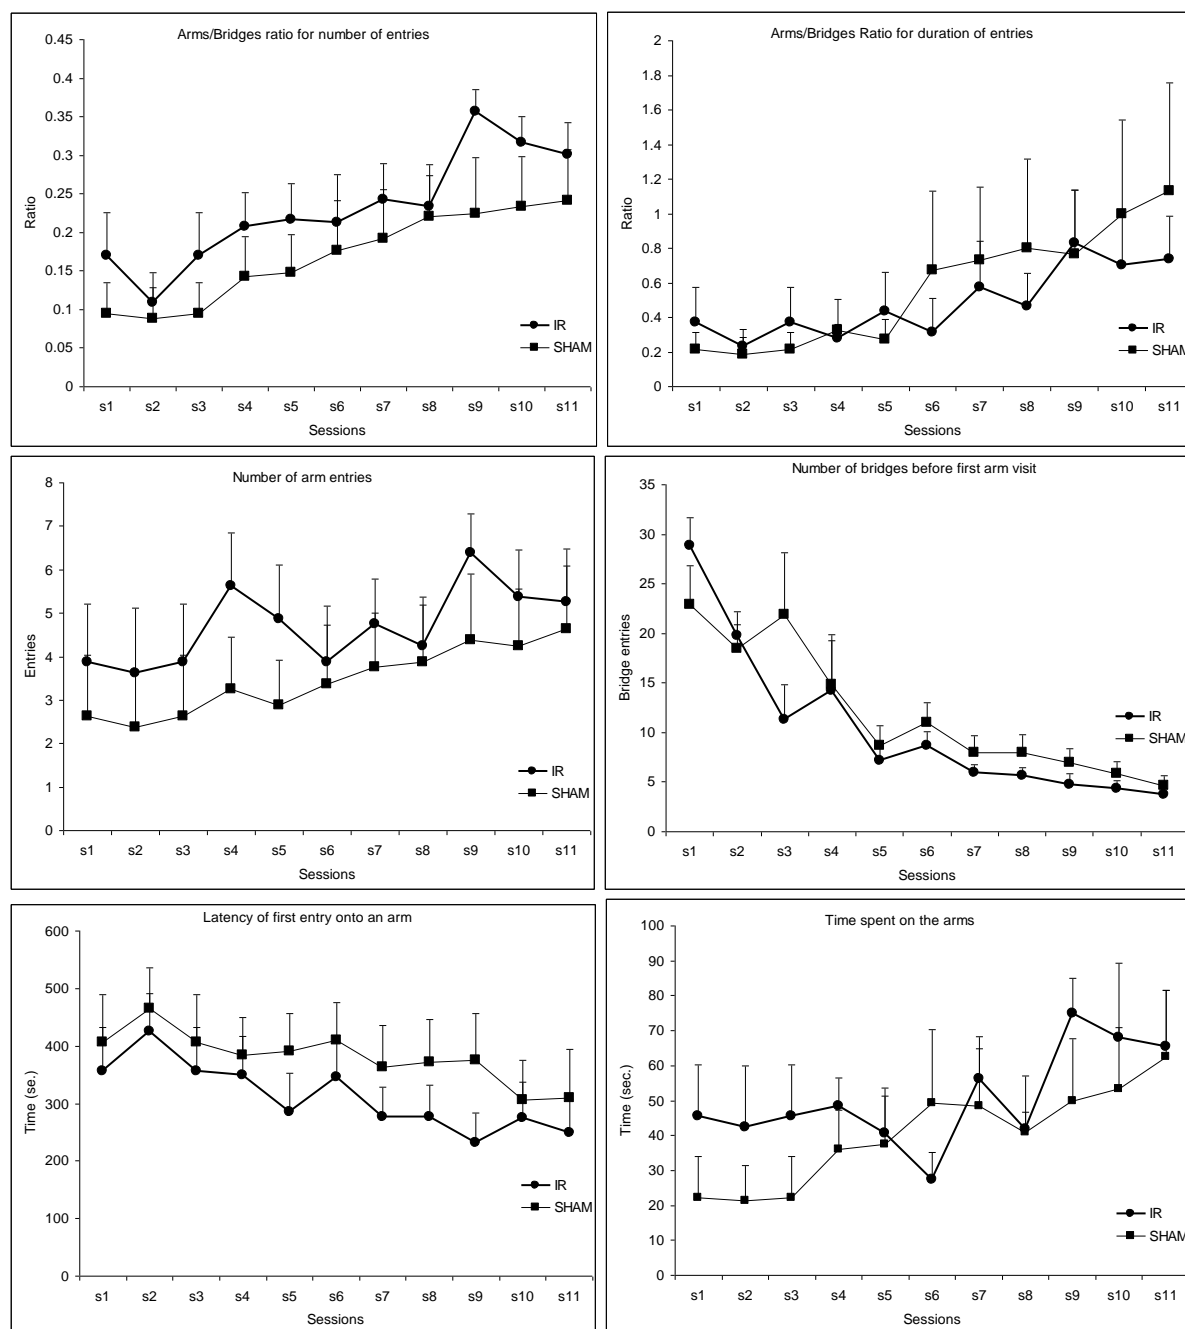 Arms/Bridges ratio for number of entries
0.45
0.4
0.35
0.3
0.25
0.2
0.15
0.1
0.05
0
Ratio
IR
SHAM
s1 s2 s3 s4 s5 s6 s7 s8 s9 s10 s11
Sessions
Arms/Bridges Ratio for duration of entries
2
1.8
1.6
1.4
1.2
1
0.8
0.6
0.4
0.2
0
Ratio
IR
SHAM
s1 s2 s3 s4 s5 s6 s7 s8 s9 s10 s11
Sessions
Number of arm entries
8
7
6
5
4
3
2
1
0
Entries
IR
SHAM
s1 s2 s3 s4 s5 s6 s7 s8 s9 s10 s11
Sessions
Number of bridges before first arm visit
35
30
25
20
15
10
5
0
Bridge entries
IR
SHAM
s1 s2 s3 s4 s5 s6 s7 s8 s9 s10 s11
Sessions
Latency of first entry onto an arm
600
500
400
300
200
100
0
Time (se.)
IR
SHAM
s1 s2 s3 s4 s5 s6 s7 s8 s9 s10 s11
Sessions
Time spent on the arms
100
90
80
70
60
50
40
30
20
10
0
Time (sec.)
IR
SHAM
s1 s2 s3 s4 s5 s6 s7 s8 s9 s10 s11
Sessions